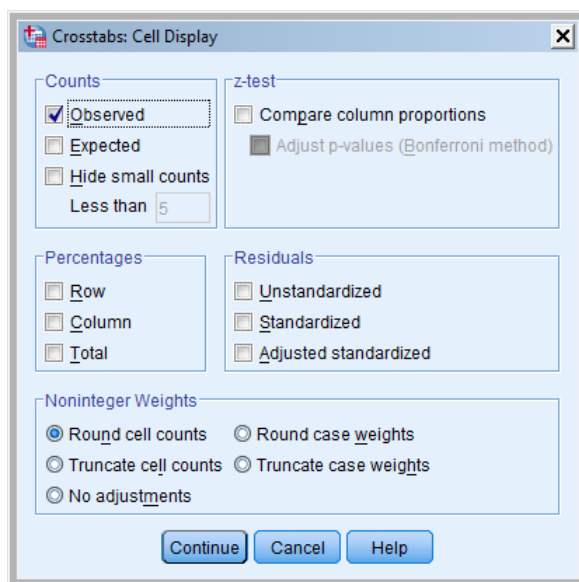 Crosstabs: Cell Display
Counts
Observed
Expected
Hide small counts
Less than 5
z-test
Compare column proportions
Adjust p-values (Bonferroni method)
Percentages
Row
Column
Total
Residuals
Unstandardized
Standardized
Adjusted standardized
Noninteger Weights
Round cell counts Round case weights
Truncate cell counts Truncate case weights
No adjustments
Continue Cancel Help